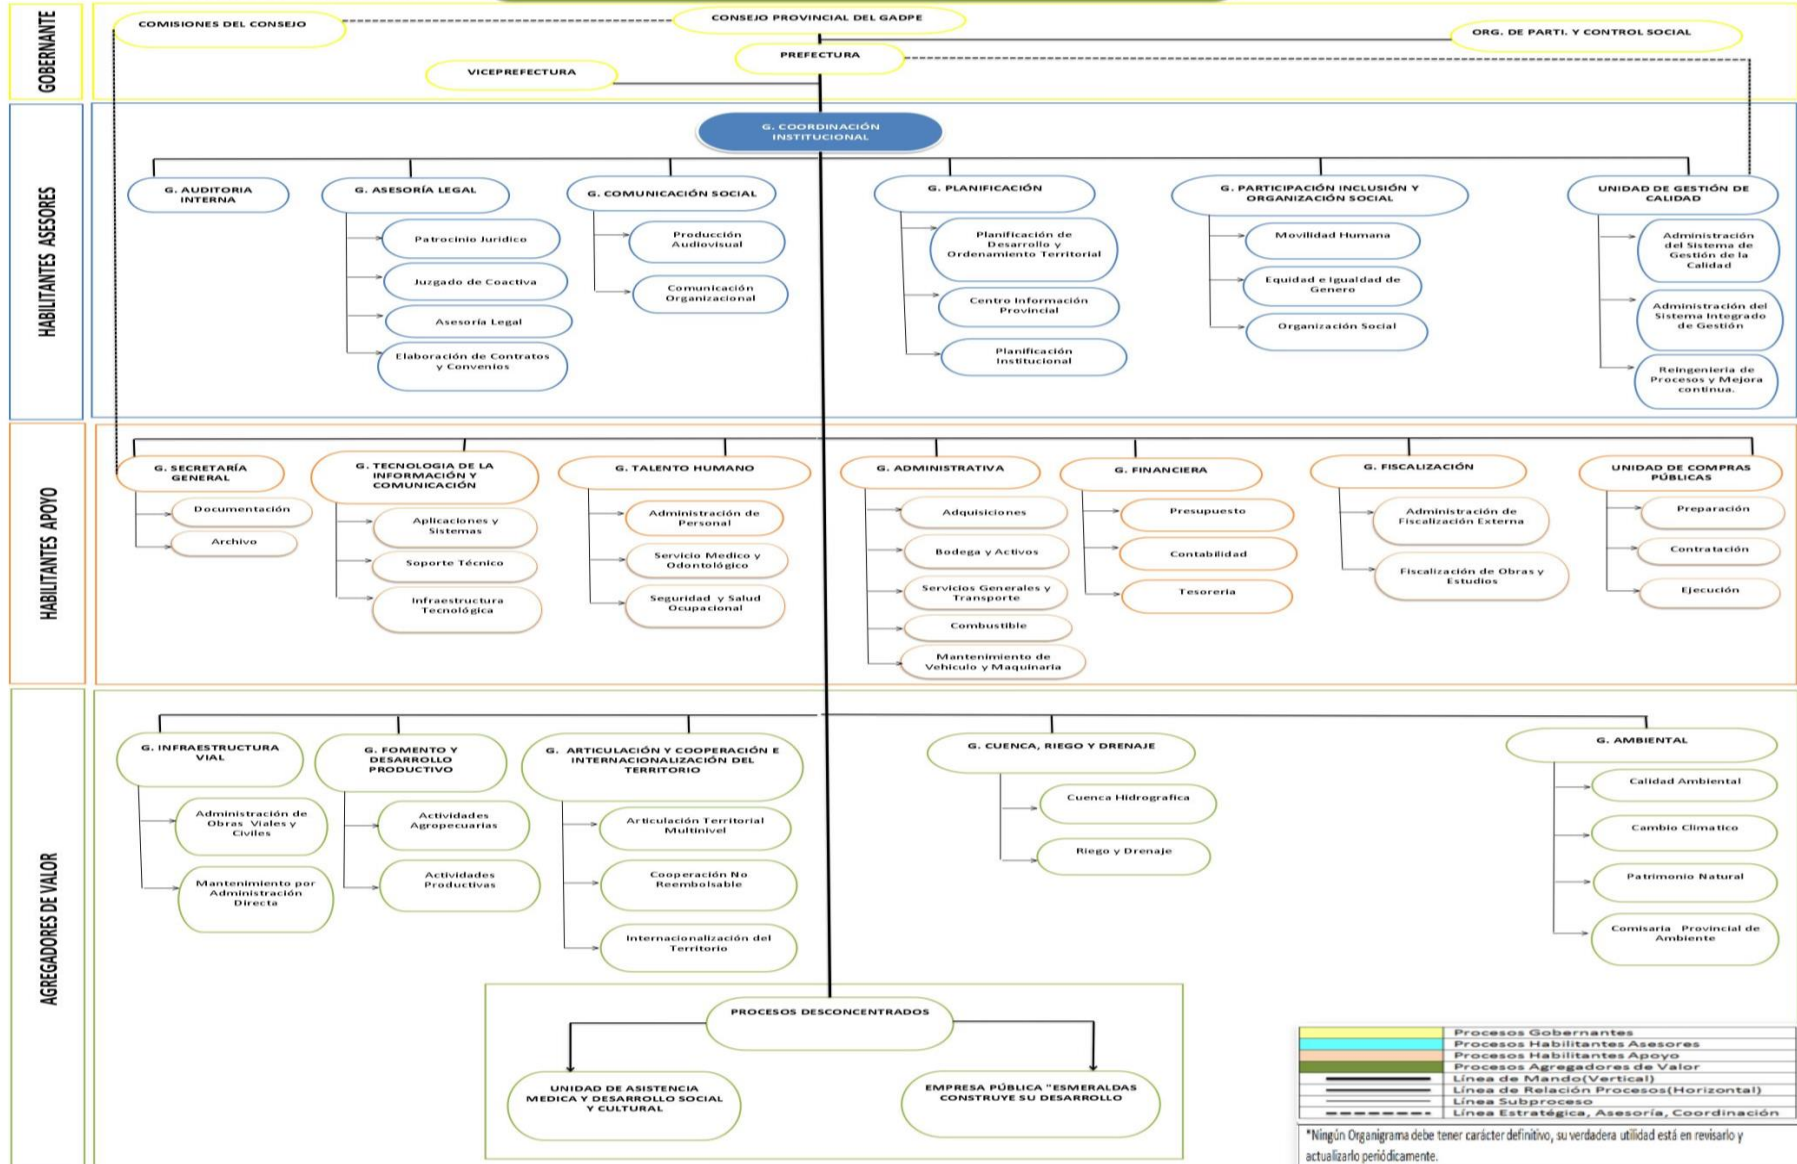 GOBERNANTE
COMISIONES DEL CONSEJO
CONSEJO PROVINCIAL DEL GADPE
ORG. DE PARTI. Y CONTROL SOCIAL
PREFECTURA
VICEPREFECTURA
HABILITANTES ASESORES
G. COORDINACIÓN
INSTITUCIONAL
G. AUDITORIA
INTERNA
G. ASESORÍA LEGAL
Patrocinio Juridico
Juzgado de Coactiva
Asesoría Legal
Elaboración de Contratos
y Convenios
G. COMUNICACIÓN SOCIAL
Producción
Audiovisual
Comunicación
Organizacional
G. PLANIFICACIÓN
Planificación de
Desarrollo y
Ordenamiento Territorial
Centro Información
Provincial
Planificación
Institucional
G. PARTICIPACIÓN INCLUSIÓN Y
ORGANIZACIÓN SOCIAL
Movilidad Humana
Equidad e Igualdad de
Genero
Organización Social
UNIDAD DE GESTIÓN DE
CALIDAD
Administración
del Sistema de
Gestión de la
Calidad
Administración del
Sistema Integrado
de Gestión
Reingenieria de
Procesos y Mejora
continua.
HABILITANTES APOYO
G. SECRETARÍA
GENERAL
Documentación
Archivo
G. TECNOLOGIA DE LA
INFORMACIÓN Y
COMUNICACIÓN
Aplicaciones y
Sistemas
Soporte Técnico
Infraestructura
Tecnológica
G. TALENTO HUMANO
Administración de
Personal
Servicio Medico y
Odontológico
Seguridad y Salud
Ocupacional
G. ADMINISTRATIVA
Adquisiciones
Bodega y Activos
Servicios Generales y
Transporte
Combustible
Mantenimiento de
Vehiculo y Maquinaria
G. FINANCIERA
Presupuesto
Contabilidad
Tesoreria
G. FISCALIZACIÓN
Administración de
Fiscalización Externa
Fiscalización de Obras y
Estudios
UNIDAD DE COMPRAS
PÚBLICAS
Preparación
Contratación
Ejecución
AGREGADORES DE VALOR
G. INFRAESTRUCTURA
VIAL
Administración de
Obras Viales y
Civiles
Mantenimiento por
Administración
Directa
G. FOMENTO Y
DESARROLLO
PRODUCTIVO
Actividades
Agropecuarias
Actividades
Productivas
G. ARTICULACIÓN Y COOPERACIÓN E
INTERNACIONALIZACIÓN DEL
TERRITORIO
Articulación Territorial
Multinivel
Cooperación No
Reembolsable
Internacionalización del
Territorio
G. CUENCA, RIEGO Y DRENAJE
Cuenca Hidrografica
Riego y Drenaje
G. AMBIENTAL
Calidad Ambiental
Cambio Climatico
Patrimonio Natural
Comisaria Provincial de
Ambiente
PROCESOS DESCONCENTRADOS
UNIDAD DE ASISTENCIA
MEDICA Y DESARROLLO SOCIAL
Y CULTURAL
EMPRESA PÚBLICA "ESMERALDAS
CONSTRUYE SU DESARROLLO
Procesos Gobernantes
Procesos Habilitantes Asesores
Procesos Habilitantes Apoyo
Procesos Agregadores de Valor
Línea de Mando(Vertical)
Línea de Relación Procesos(Horizontal)
Línea Subproceso
Línea Estratégica, Asesoría, Coordinación
*Ningún Organigrama debe tener carácter definitivo, su verdadera utilidad está en revisarlo y
actualizarlo periódicamente.